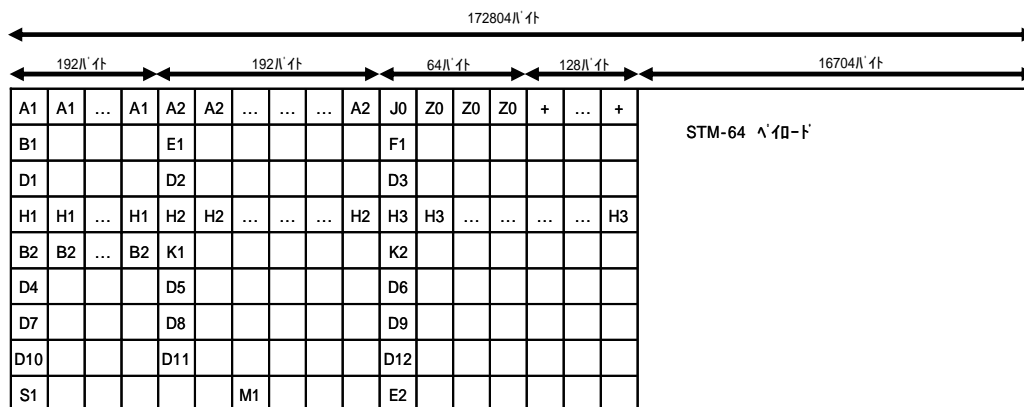 172804ﾊﾞｲﾄ
192ﾊﾞｲﾄ 192ﾊﾞｲﾄ 64ﾊﾞｲﾄ 128ﾊﾞｲﾄ 16704ﾊﾞｲﾄ
A1 A1 … A1 A2 A2 … … … A2 J0 Z0 Z0 Z0 + … +
STM-64 ﾍﾟｲﾛｰﾄﾞ
B1 E1 F1
D1 D2 D3
H1 H1 … H1 H2 H2 … … … H2 H3 H3 … … … … H3
B2 B2 … B2 K1 K2
D4 D5 D6
D7 D8 D9
D10 D11 D12
S1 M1 E2